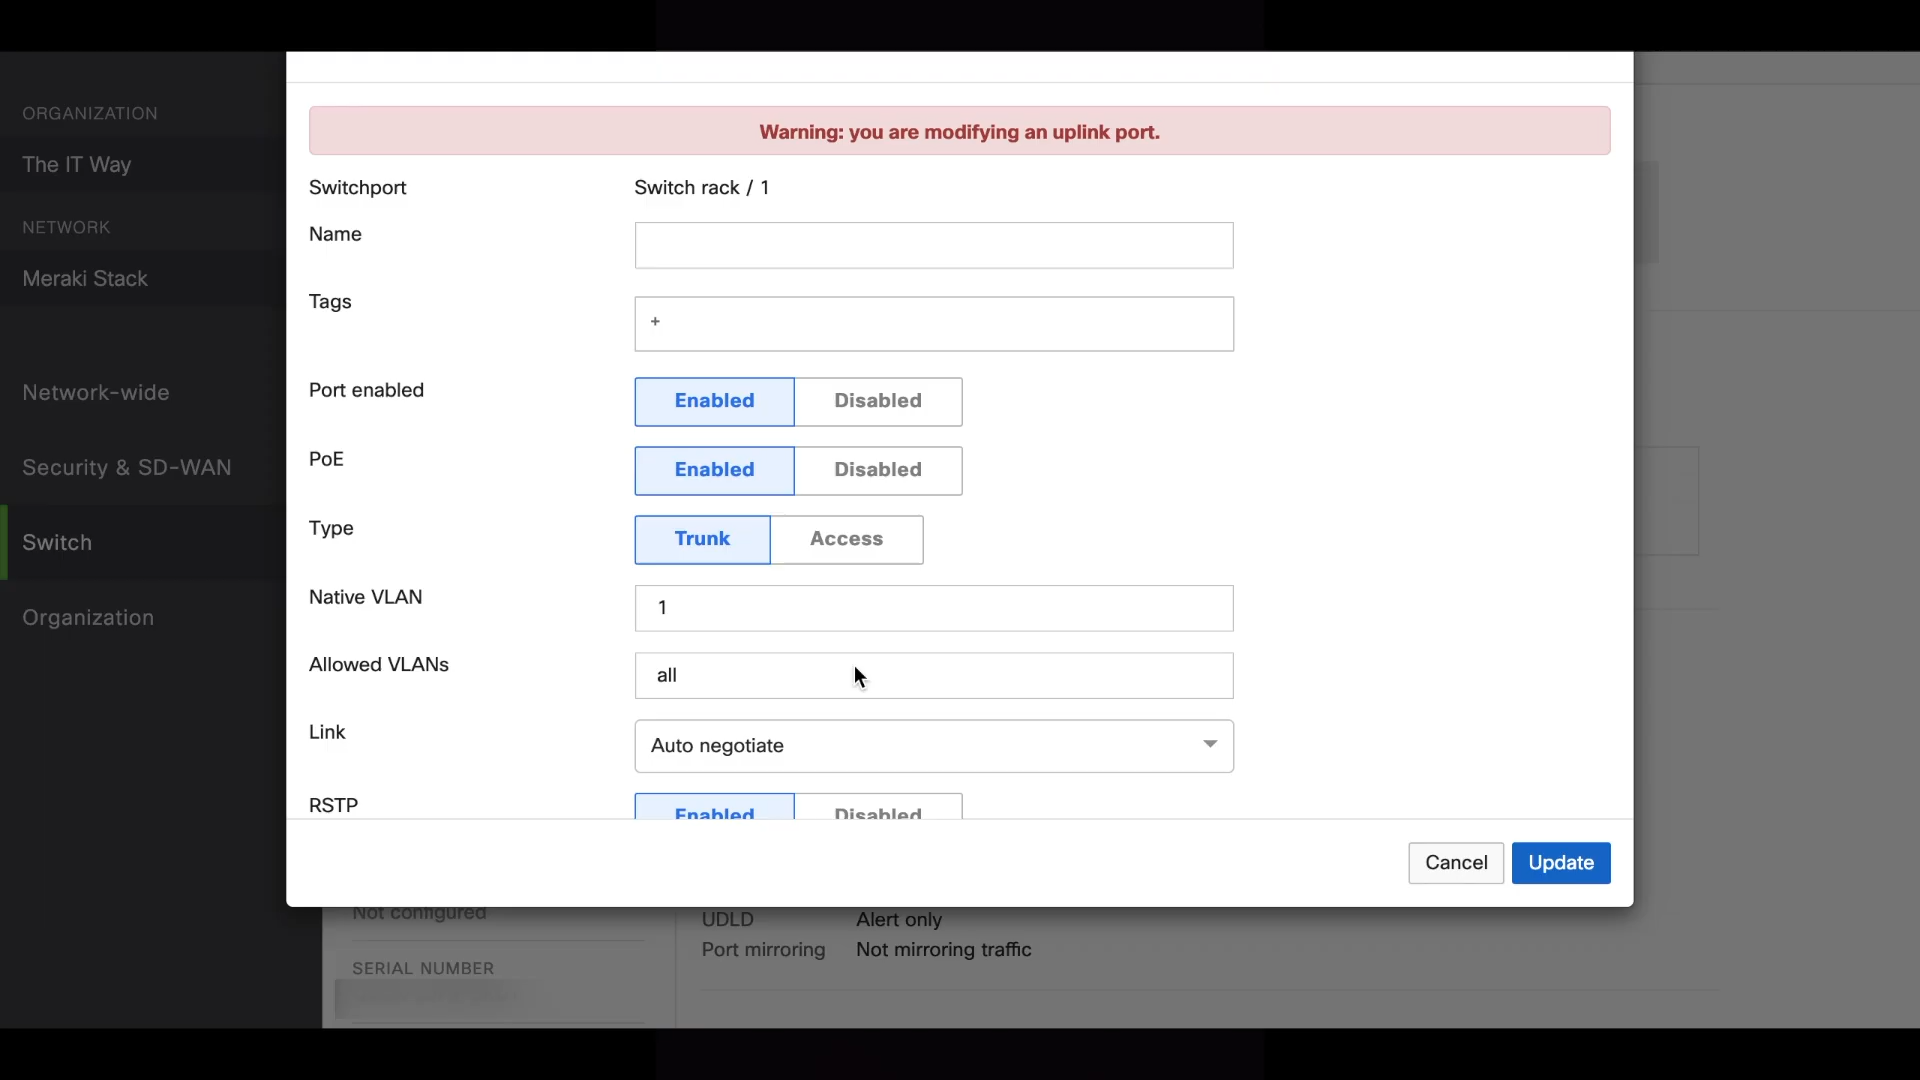 ORGANIZATION
The IT Way
NETWORK
Meraki Stack
Network-wide
Security & SD-WAN
Switch
Organization
Warning: you are modifying an uplink port.
Switchport Switch rack / 1
Name
Tags +
Port enabled Enabled Disabled
PoE Enabled Disabled
Type Trunk Access
Native VLAN 1
Allowed VLANs all
Link Auto negotiate
RSTP Enabled Disabled
Cancel Update
Not configured
SERIAL NUMBER
UDLD Alert only
Port mirroring Not mirroring traffic